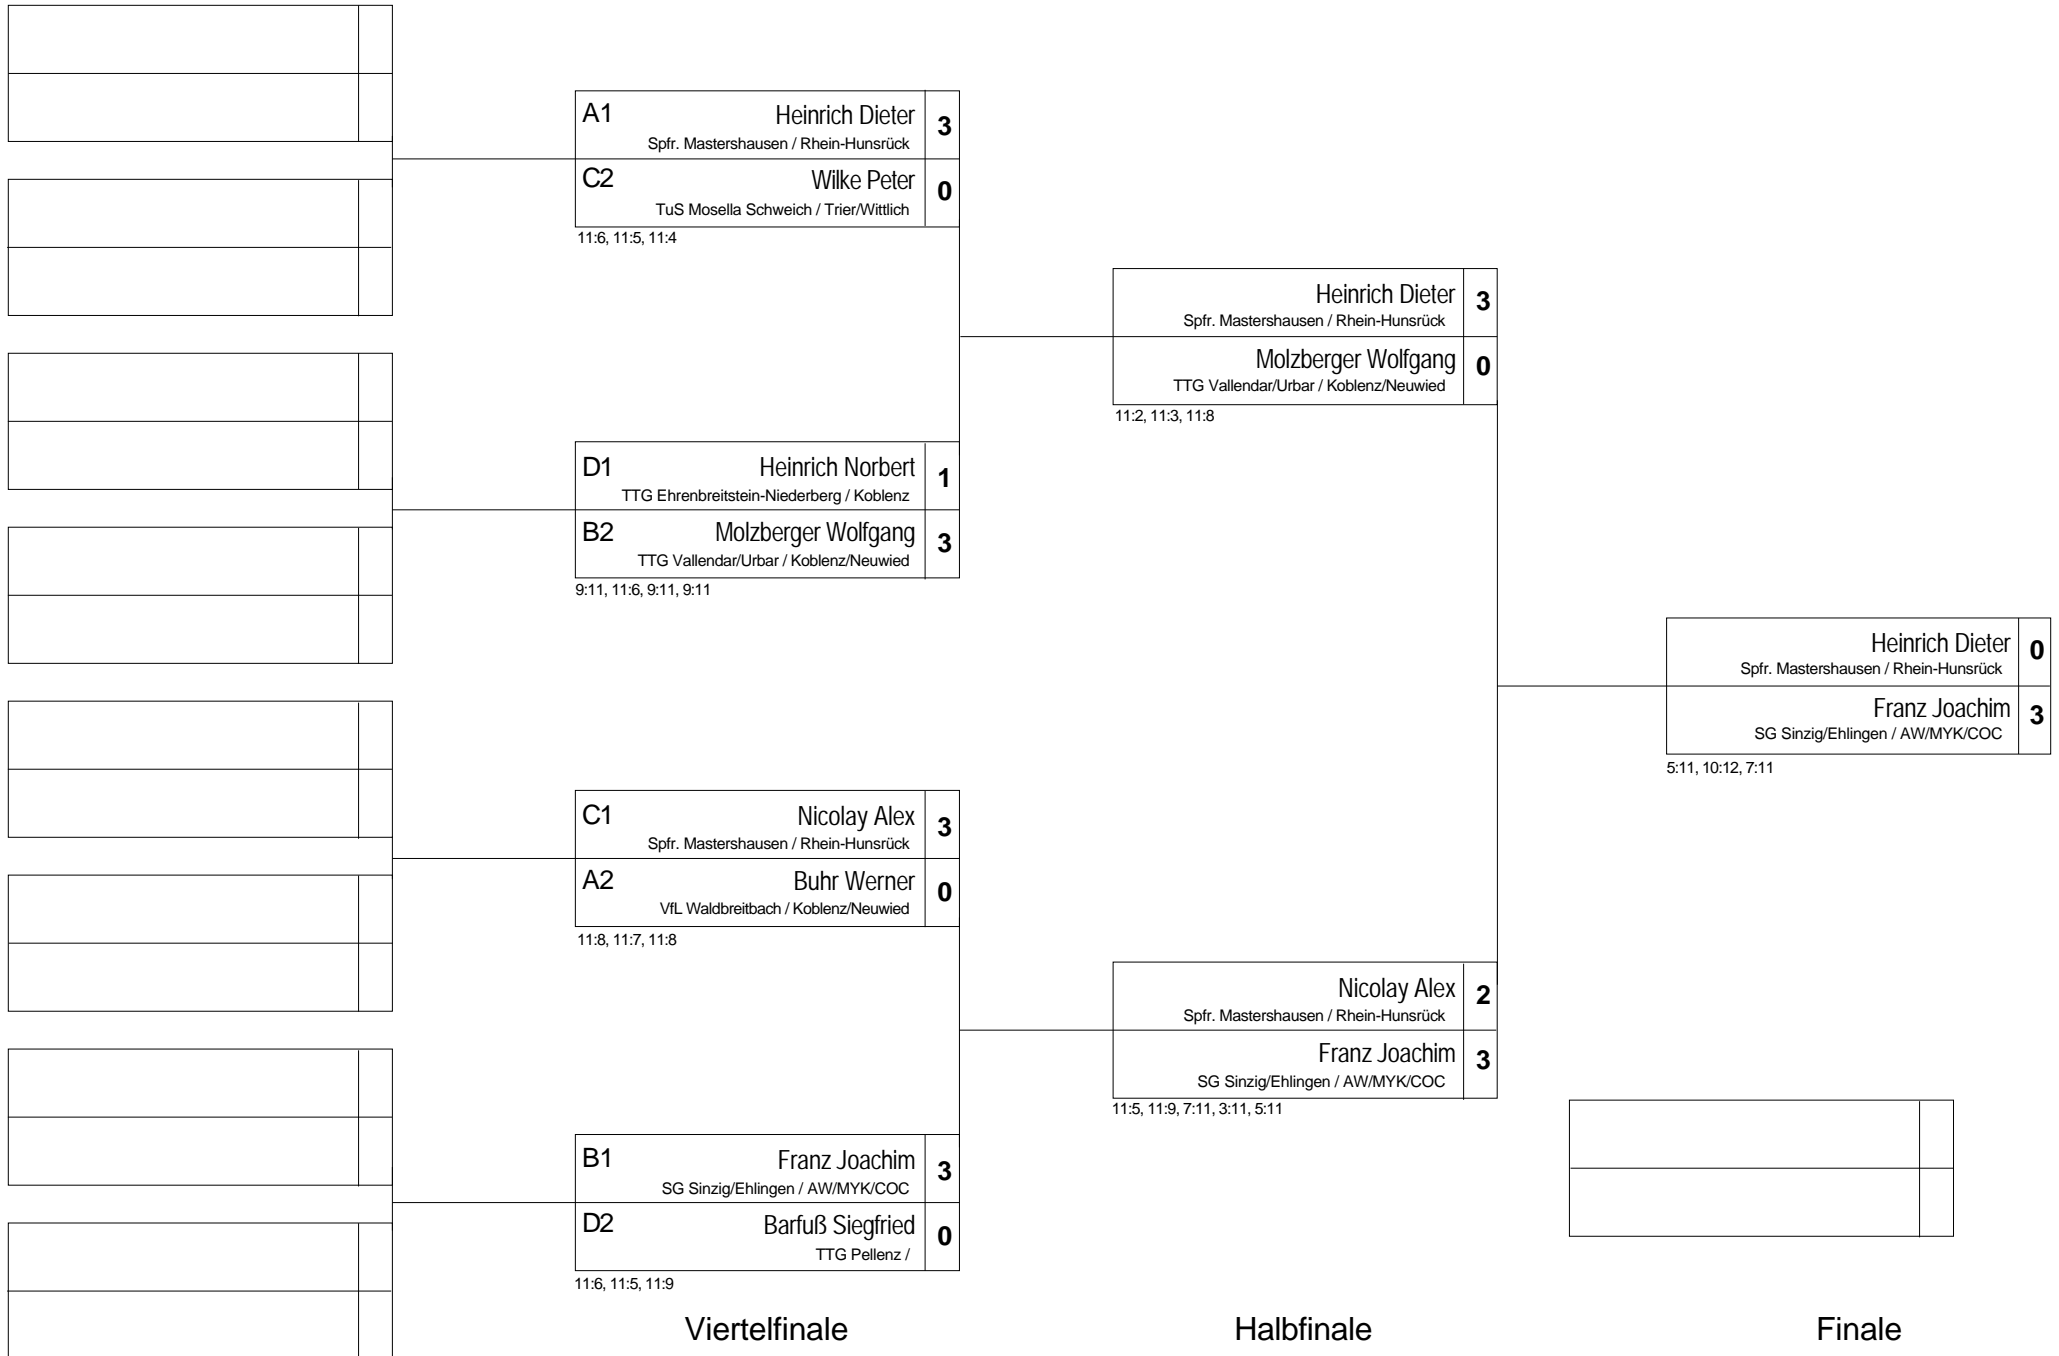 A1 Heinrich Dieter 3
Spfr. Mastershausen / Rhein-Hunsrück
C2 Wilke Peter 0
TuS Mosella Schweich / Trier/Wittlich
11:6, 11:5, 11:4
D1 Heinrich Norbert 1
TTG Ehrenbreitstein-Niederberg / Koblenz
B2 Molzberger Wolfgang 3
TTG Vallendar/Urbar / Koblenz/Neuwied
9:11, 11:6, 9:11, 9:11
C1 Nicolay Alex 3
Spfr. Mastershausen / Rhein-Hunsrück
A2 Buhr Werner 0
VfL Waldbreitbach / Koblenz/Neuwied
11:8, 11:7, 11:8
B1 Franz Joachim 3
SG Sinzig/Ehlingen / AW/MYK/COC
D2 Barfuß Siegfried 0
TTG Pellenz /
11:6, 11:5, 11:9
Viertelfinale
Heinrich Dieter 3
Spfr. Mastershausen / Rhein-Hunsrück
Molzberger Wolfgang 0
TTG Vallendar/Urbar / Koblenz/Neuwied
11:2, 11:3, 11:8
Nicolay Alex 2
Spfr. Mastershausen / Rhein-Hunsrück
Franz Joachim 3
SG Sinzig/Ehlingen / AW/MYK/COC
11:5, 11:9, 7:11, 3:11, 5:11
Halbfinale
Heinrich Dieter 0
Spfr. Mastershausen / Rhein-Hunsrück
Franz Joachim 3
SG Sinzig/Ehlingen / AW/MYK/COC
5:11, 10:12, 7:11
Finale